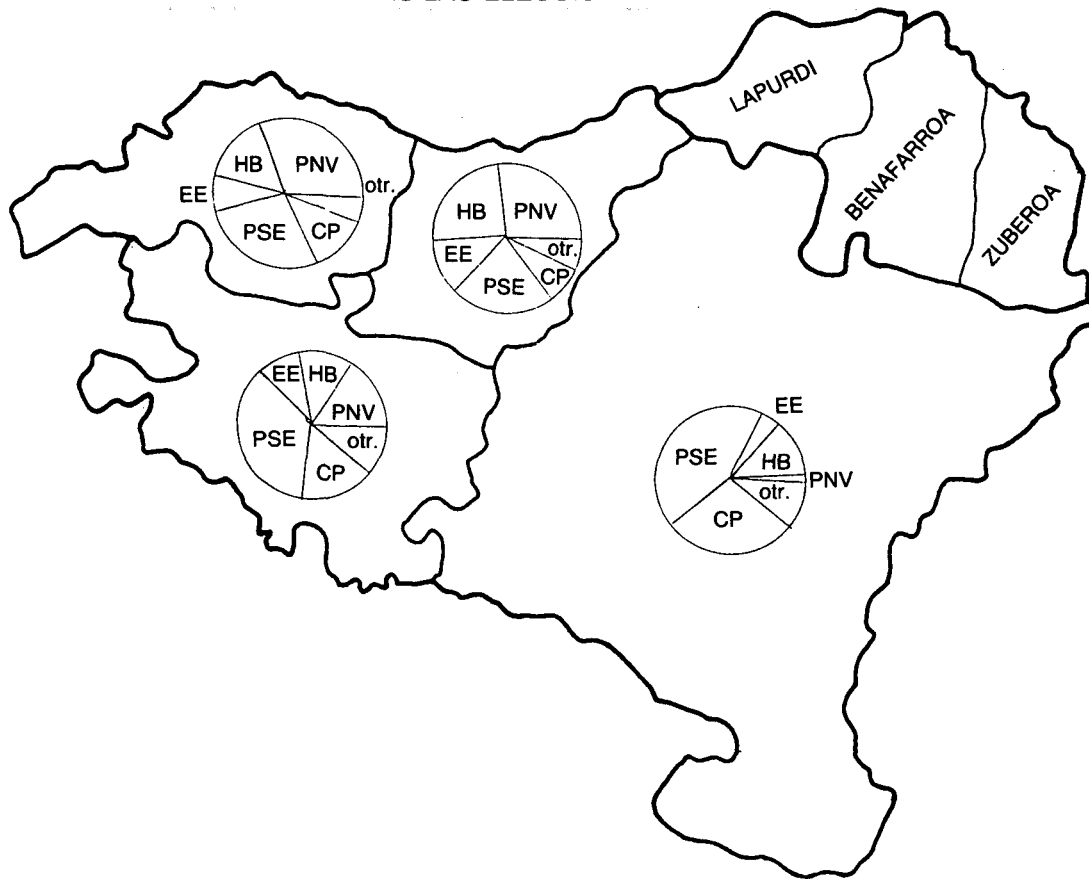 LAPURDI
BENAFARROA
ZUBEROA
HB
PNV
EE
otr.
PSE
CP
HB
PNV
EE
otr.
CP
PSE
EE
HB
PNV
PSE
otr.
CP
EE
PSE
HB
PNV
otr.
CP